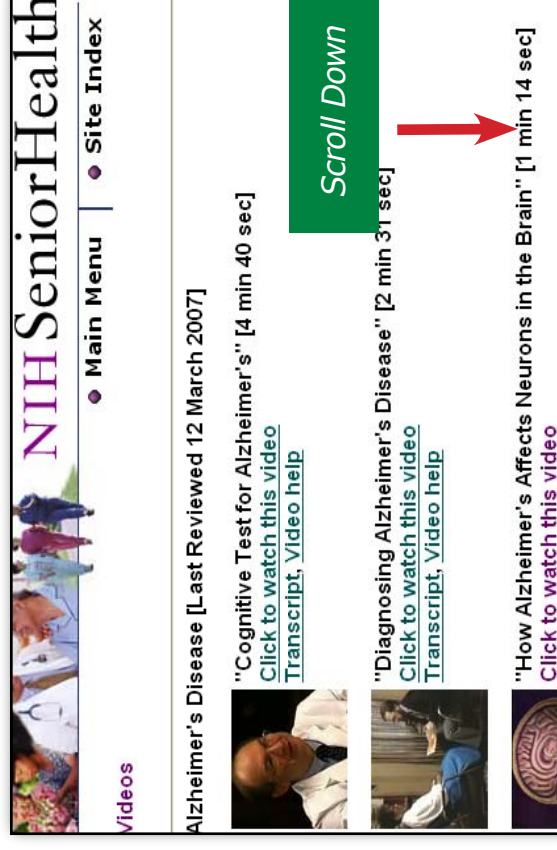 NIH SeniorHealth
Main Menu
Site Index
Videos
Alzheimer's Disease [Last Reviewed 12 March 2007]
"Cognitive Test for Alzheimer's" [4 min 40 sec]
Click to watch this video
Transcript, Video help
Scroll Down
"Diagnosing Alzheimer's Disease" [2 min 31 sec]
Click to watch this video
Transcript, Video help
"How Alzheimer's Affects Neurons in the Brain" [1 min 14 sec]
Click to watch this video